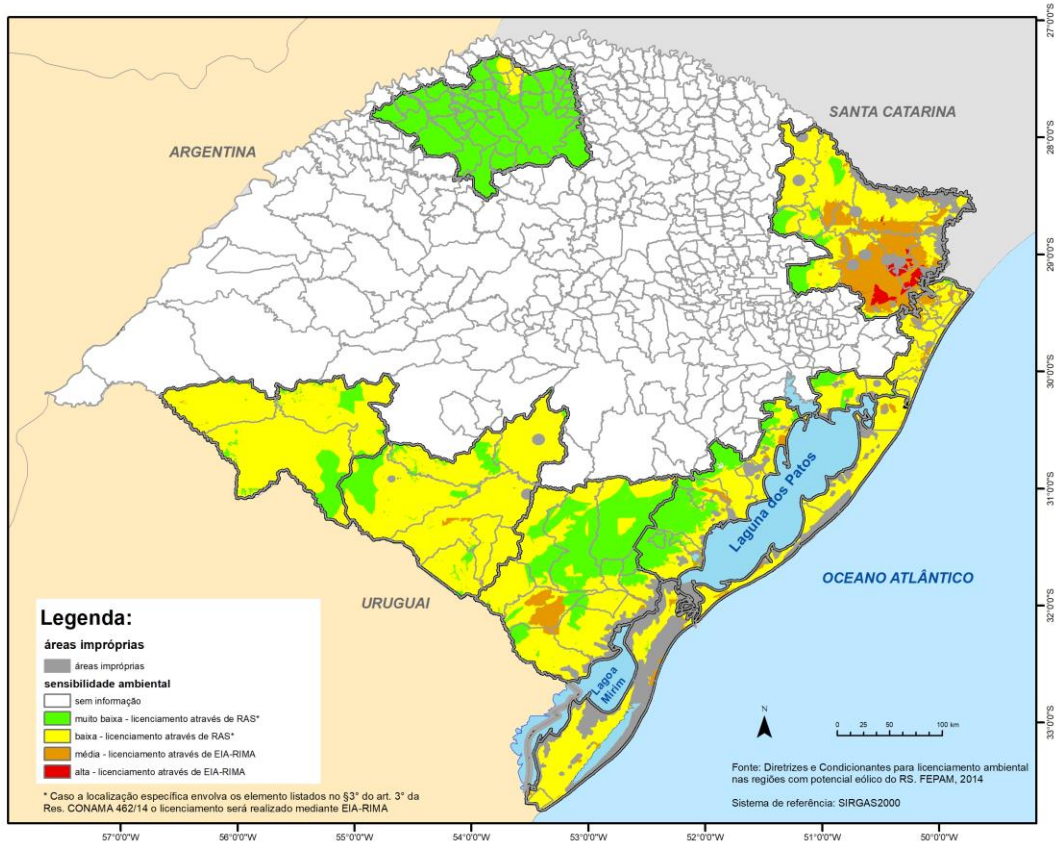 27°0'0"S
28°0'0"S
29°0'0"S
30°0'0"S
31°0'0"S
32°0'0"S
33°0'0"S
SANTA CATARINA
ARGENTINA
Laguna dos Patos
OCEANO ATLÂNTICO
URUGUAI
Lagoa
Mirim
Legenda:
áreas impróprias
áreas impróprias
sensibilidade ambiental
sem informação
muito baixa - licenciamento através de RAS*
baixa - licenciamento através de RAS*
média - licenciamento através de EIA-RIMA
alta - licenciamento através de EIA-RIMA
* Caso a localização específica envolva os elemento listados no §3° do art. 3° da
Res. CONAMA 462/14 o licenciamento será realizado mediante EIA-RIMA
N
0 25 50 100 km
Fonte: Diretrizes e Condicionantes para licenciamento ambiental
nas regiões com potencial eólico do RS. FEPAM, 2014
Sistema de referência: SIRGAS2000
57°0'0"W 56°0'0"W 55°0'0"W 54°0'0"W 53°0'0"W 52°0'0"W 51°0'0"W 50°0'0"W